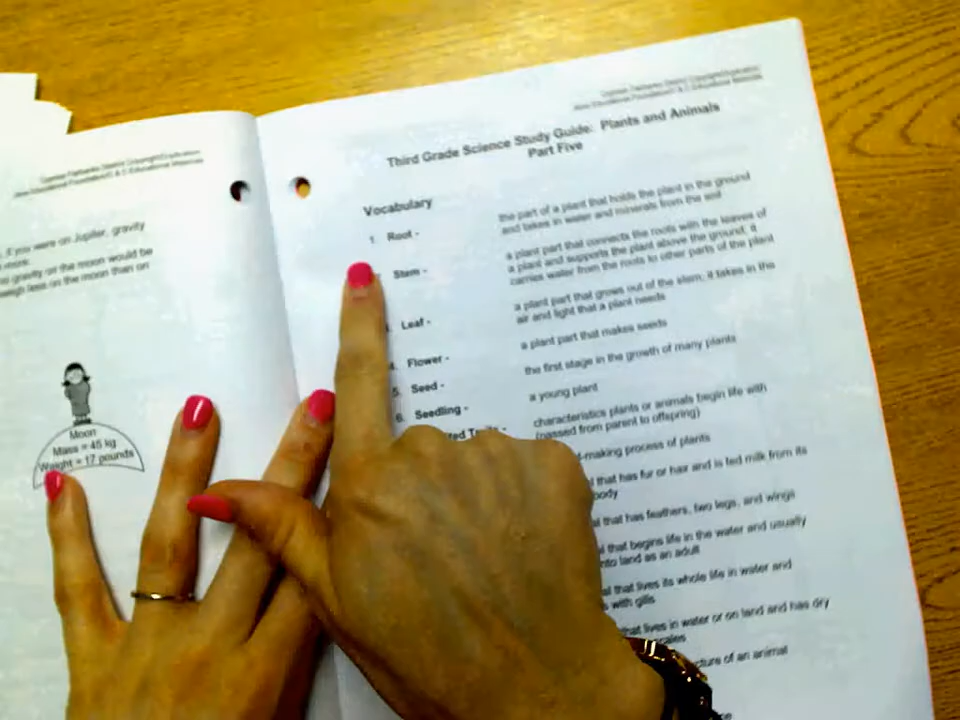 if you were on Jupiter, gravity
more.
gravity on the moon would be
weigh less on the moon than on
Moon
Mass = 45 kg
Weight = 17 pounds
Third Grade Science Study Guide: Plants and Animals
Part Five
Vocabulary
1. Root - the part of a plant that holds the plant in the ground
and takes in water and minerals from the soil
Stem - a plant part that connects the roots with the leaves of
a plant and supports the plant above the ground; it
carries water from the roots to other parts of the plant
Leaf - a plant part that grows out of the stem; it takes in the
air and light that a plant needs
4. Flower - a plant part that makes seeds
5. Seed - the first stage in the growth of many plants
6. Seedling - a young plant
Traits - characteristics plants or animals begin life with
(passed from parent to offspring)
-making process of plants
that has fur or hair and is fed milk from its
body
that has feathers, two legs, and wings
that begins life in the water and usually
onto land as an adult
that lives its whole life in water and
with gills
that lives in water or on land and has dry
scales
of an animal